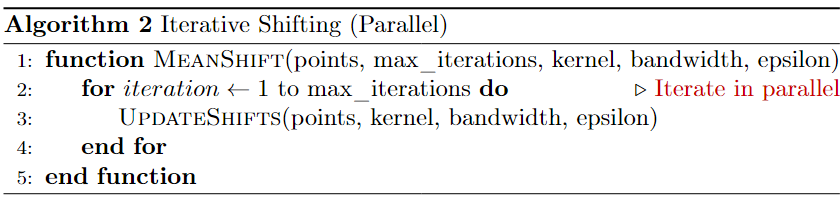 Algorithm 2 Iterative Shifting (Parallel)
1: function MEANSHIFT(points, max_iterations, kernel, bandwidth, epsilon)
2: for iteration ← 1 to max_iterations do ▷ Iterate in parallel
3: UPDATESHIFTS(points, kernel, bandwidth, epsilon)
4: end for
5: end function